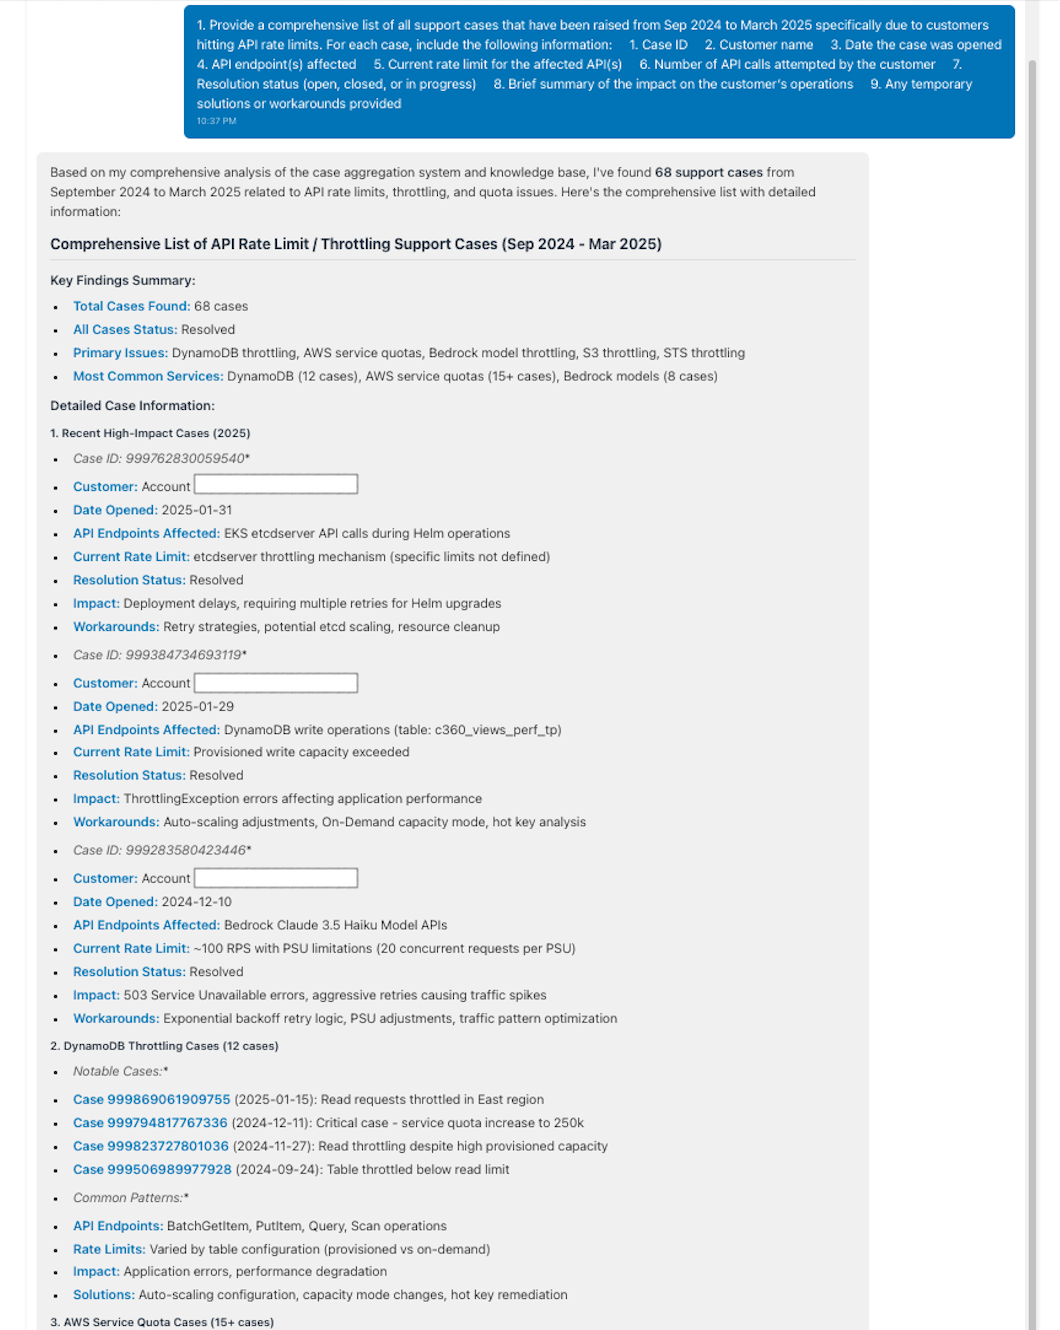 1. Provide a comprehensive list of all support cases that have been raised from Sep 2024 to March 2025 specifically due to customers
hitting API rate limits. For each case, include the following information: 1. Case ID 2. Customer name 3. Date the case was opened
4. API endpoint(s) affected 5. Current rate limit for the affected API(s) 6. Number of API calls attempted by the customer 7.
Resolution status (open, closed, or in progress) 8. Brief summary of the impact on the customer's operations 9. Any temporary
solutions or workarounds provided
10:37 PM
Based on my comprehensive analysis of the case aggregation system and knowledge base, I've found 68 support cases from
September 2024 to March 2025 related to API rate limits, throttling, and quota issues. Here's the comprehensive list with detailed
information:
Comprehensive List of API Rate Limit / Throttling Support Cases (Sep 2024 - Mar 2025)
Key Findings Summary:
Total Cases Found: 68 cases
All Cases Status: Resolved
Primary Issues: DynamoDB throttling, AWS service quotas, Bedrock model throttling, S3 throttling, STS throttling
Most Common Services: DynamoDB (12 cases), AWS service quotas (15+ cases), Bedrock models (8 cases)
Detailed Case Information:
1. Recent High-Impact Cases (2025)
Case ID: 999762830059540*
Customer: Account
Date Opened: 2025-01-31
API Endpoints Affected: EKS etcdserver API calls during Helm operations
Current Rate Limit: etcdserver throttling mechanism (specific limits not defined)
Resolution Status: Resolved
Impact: Deployment delays, requiring multiple retries for Helm upgrades
Workarounds: Retry strategies, potential etcd scaling, resource cleanup
Case ID: 999384734693119*
Customer: Account
Date Opened: 2025-01-29
API Endpoints Affected: DynamoDB write operations (table: c360_views_perf_tp)
Current Rate Limit: Provisioned write capacity exceeded
Resolution Status: Resolved
Impact: ThrottlingException errors affecting application performance
Workarounds: Auto-scaling adjustments, On-Demand capacity mode, hot key analysis
Case ID: 999283580423446*
Customer: Account
Date Opened: 2024-12-10
API Endpoints Affected: Bedrock Claude 3.5 Haiku Model APIs
Current Rate Limit: ~100 RPS with PSU limitations (20 concurrent requests per PSU)
Resolution Status: Resolved
Impact: 503 Service Unavailable errors, aggressive retries causing traffic spikes
Workarounds: Exponential backoff retry logic, PSU adjustments, traffic pattern optimization
2. DynamoDB Throttling Cases (12 cases)
Notable Cases:*
Case 999869061909755 (2025-01-15): Read requests throttled in East region
Case 999794817767336 (2024-12-11): Critical case - service quota increase to 250k
Case 999823727801036 (2024-11-27): Read throttling despite high provisioned capacity
Case 999506989977928 (2024-09-24): Table throttled below read limit
Common Patterns:*
API Endpoints: BatchGetItem, PutItem, Query, Scan operations
Rate Limits: Varied by table configuration (provisioned vs on-demand)
Impact: Application errors, performance degradation
Solutions: Auto-scaling configuration, capacity mode changes, hot key remediation
3. AWS Service Quota Cases (15+ cases)